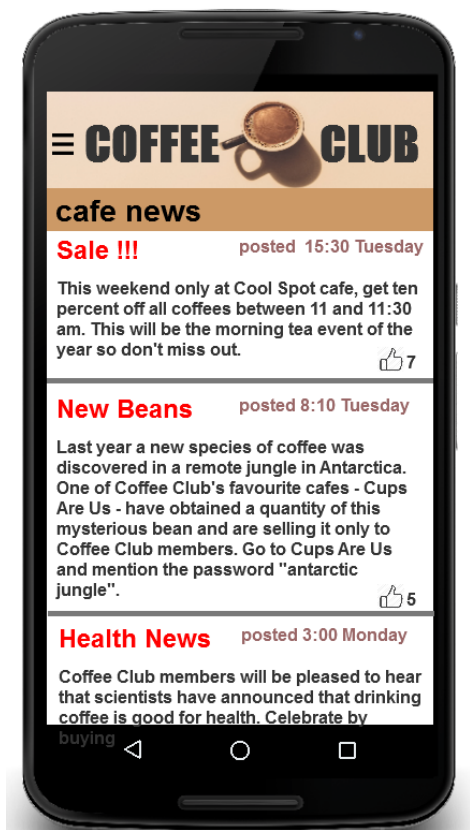 COFFEE CLUB
cafe news
Sale !!! posted 15:30 Tuesday
This weekend only at Cool Spot cafe, get ten
percent off all coffees between 11 and 11:30
am. This will be the morning tea event of the
year so don't miss out.
7
New Beans posted 8:10 Tuesday
Last year a new species of coffee was
discovered in a remote jungle in Antarctica.
One of Coffee Club's favourite cafes - Cups
Are Us - have obtained a quantity of this
mysterious bean and are selling it only to
Coffee Club members. Go to Cups Are Us
and mention the password "antarctic
jungle".
5
Health News posted 3:00 Monday
Coffee Club members will be pleased to hear
that scientists have announced that drinking
coffee is good for health. Celebrate by
buying